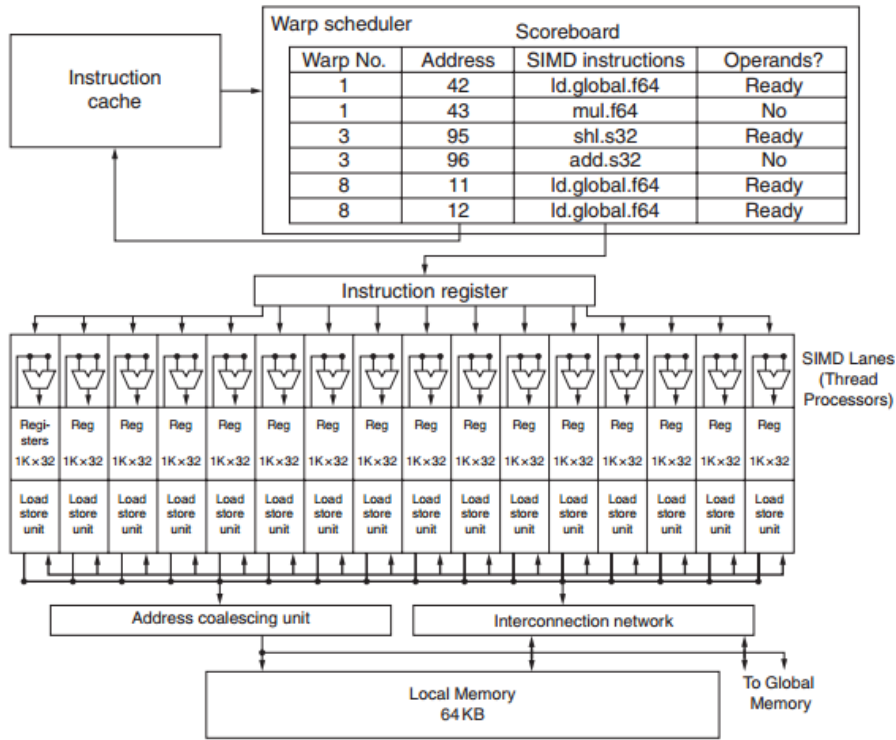 Warp scheduler
Scoreboard
Instruction
cache
Warp No. Address SIMD instructions Operands?
1 42 ld.global.f64 Ready
1 43 mul.f64 No
3 95 shl.s32 Ready
3 96 add.s32 No
8 11 ld.global.f64 Ready
8 12 ld.global.f64 Ready
Instruction register
SIMD Lanes
(Thread
Processors)
Regi-
sters
1K×32
Reg
1K×32
Reg
1K×32
Reg
1K×32
Reg
1K×32
Reg
1K×32
Reg
1K×32
Reg
1K×32
Reg
1K×32
Reg
1K×32
Reg
1K×32
Reg
1K×32
Reg
1K×32
Reg
1K×32
Reg
1K×32
Reg
1K×32
Load
store
unit
Load
store
unit
Load
store
unit
Load
store
unit
Load
store
unit
Load
store
unit
Load
store
unit
Load
store
unit
Load
store
unit
Load
store
unit
Load
store
unit
Load
store
unit
Load
store
unit
Load
store
unit
Load
store
unit
Load
store
unit
Address coalescing unit
Interconnection network
Local Memory
64 KB
To Global
Memory